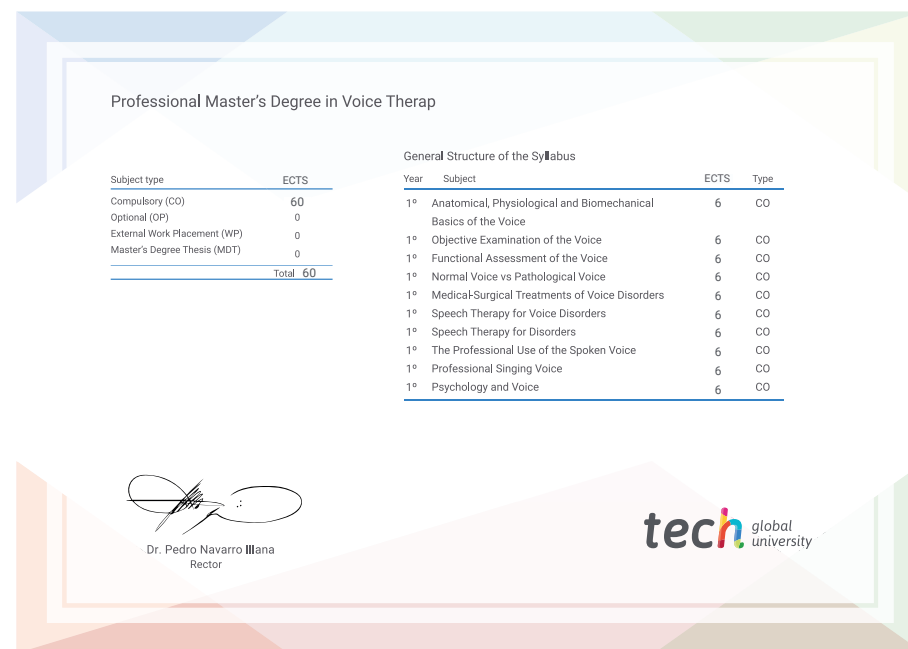 Professional Master's Degree in Voice Therap
Subject type ECTS
Compulsory (CO) 60
Optional (OP) 0
External Work Placement (WP) 0
Master's Degree Thesis (MDT) 0
Total 60
General Structure of the Syllabus
Year Subject ECTS Type
1º Anatomical, Physiological and Biomechanical 6 CO
Basics of the Voice
1º Objective Examination of the Voice 6 CO
1º Functional Assessment of the Voice 6 CO
1º Normal Voice vs Pathological Voice 6 CO
1º Medical-Surgical Treatments of Voice Disorders 6 CO
1º Speech Therapy for Voice Disorders 6 CO
1º Speech Therapy for Disorders 6 CO
1º The Professional Use of the Spoken Voice 6 CO
1º Professional Singing Voice 6 CO
1º Psychology and Voice 6 CO
Dr. Pedro Navarro Illana
Rector
tech global
university